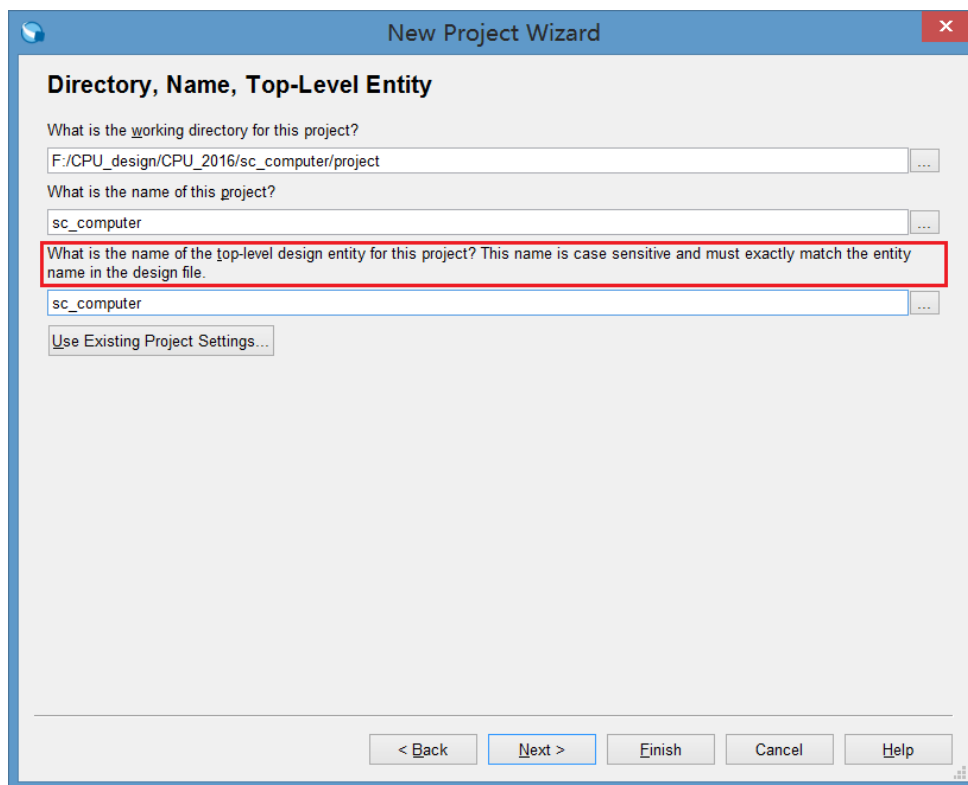 New Project Wizard
Directory, Name, Top-Level Entity
What is the working directory for this project?
F:/CPU_design/CPU_2016/sc_computer/project
...
What is the name of this project?
sc_computer
...
What is the name of the top-level design entity for this project? This name is case sensitive and must exactly match the entity
name in the design file.
sc_computer
...
Use Existing Project Settings...
< Back
Next >
Finish
Cancel
Help